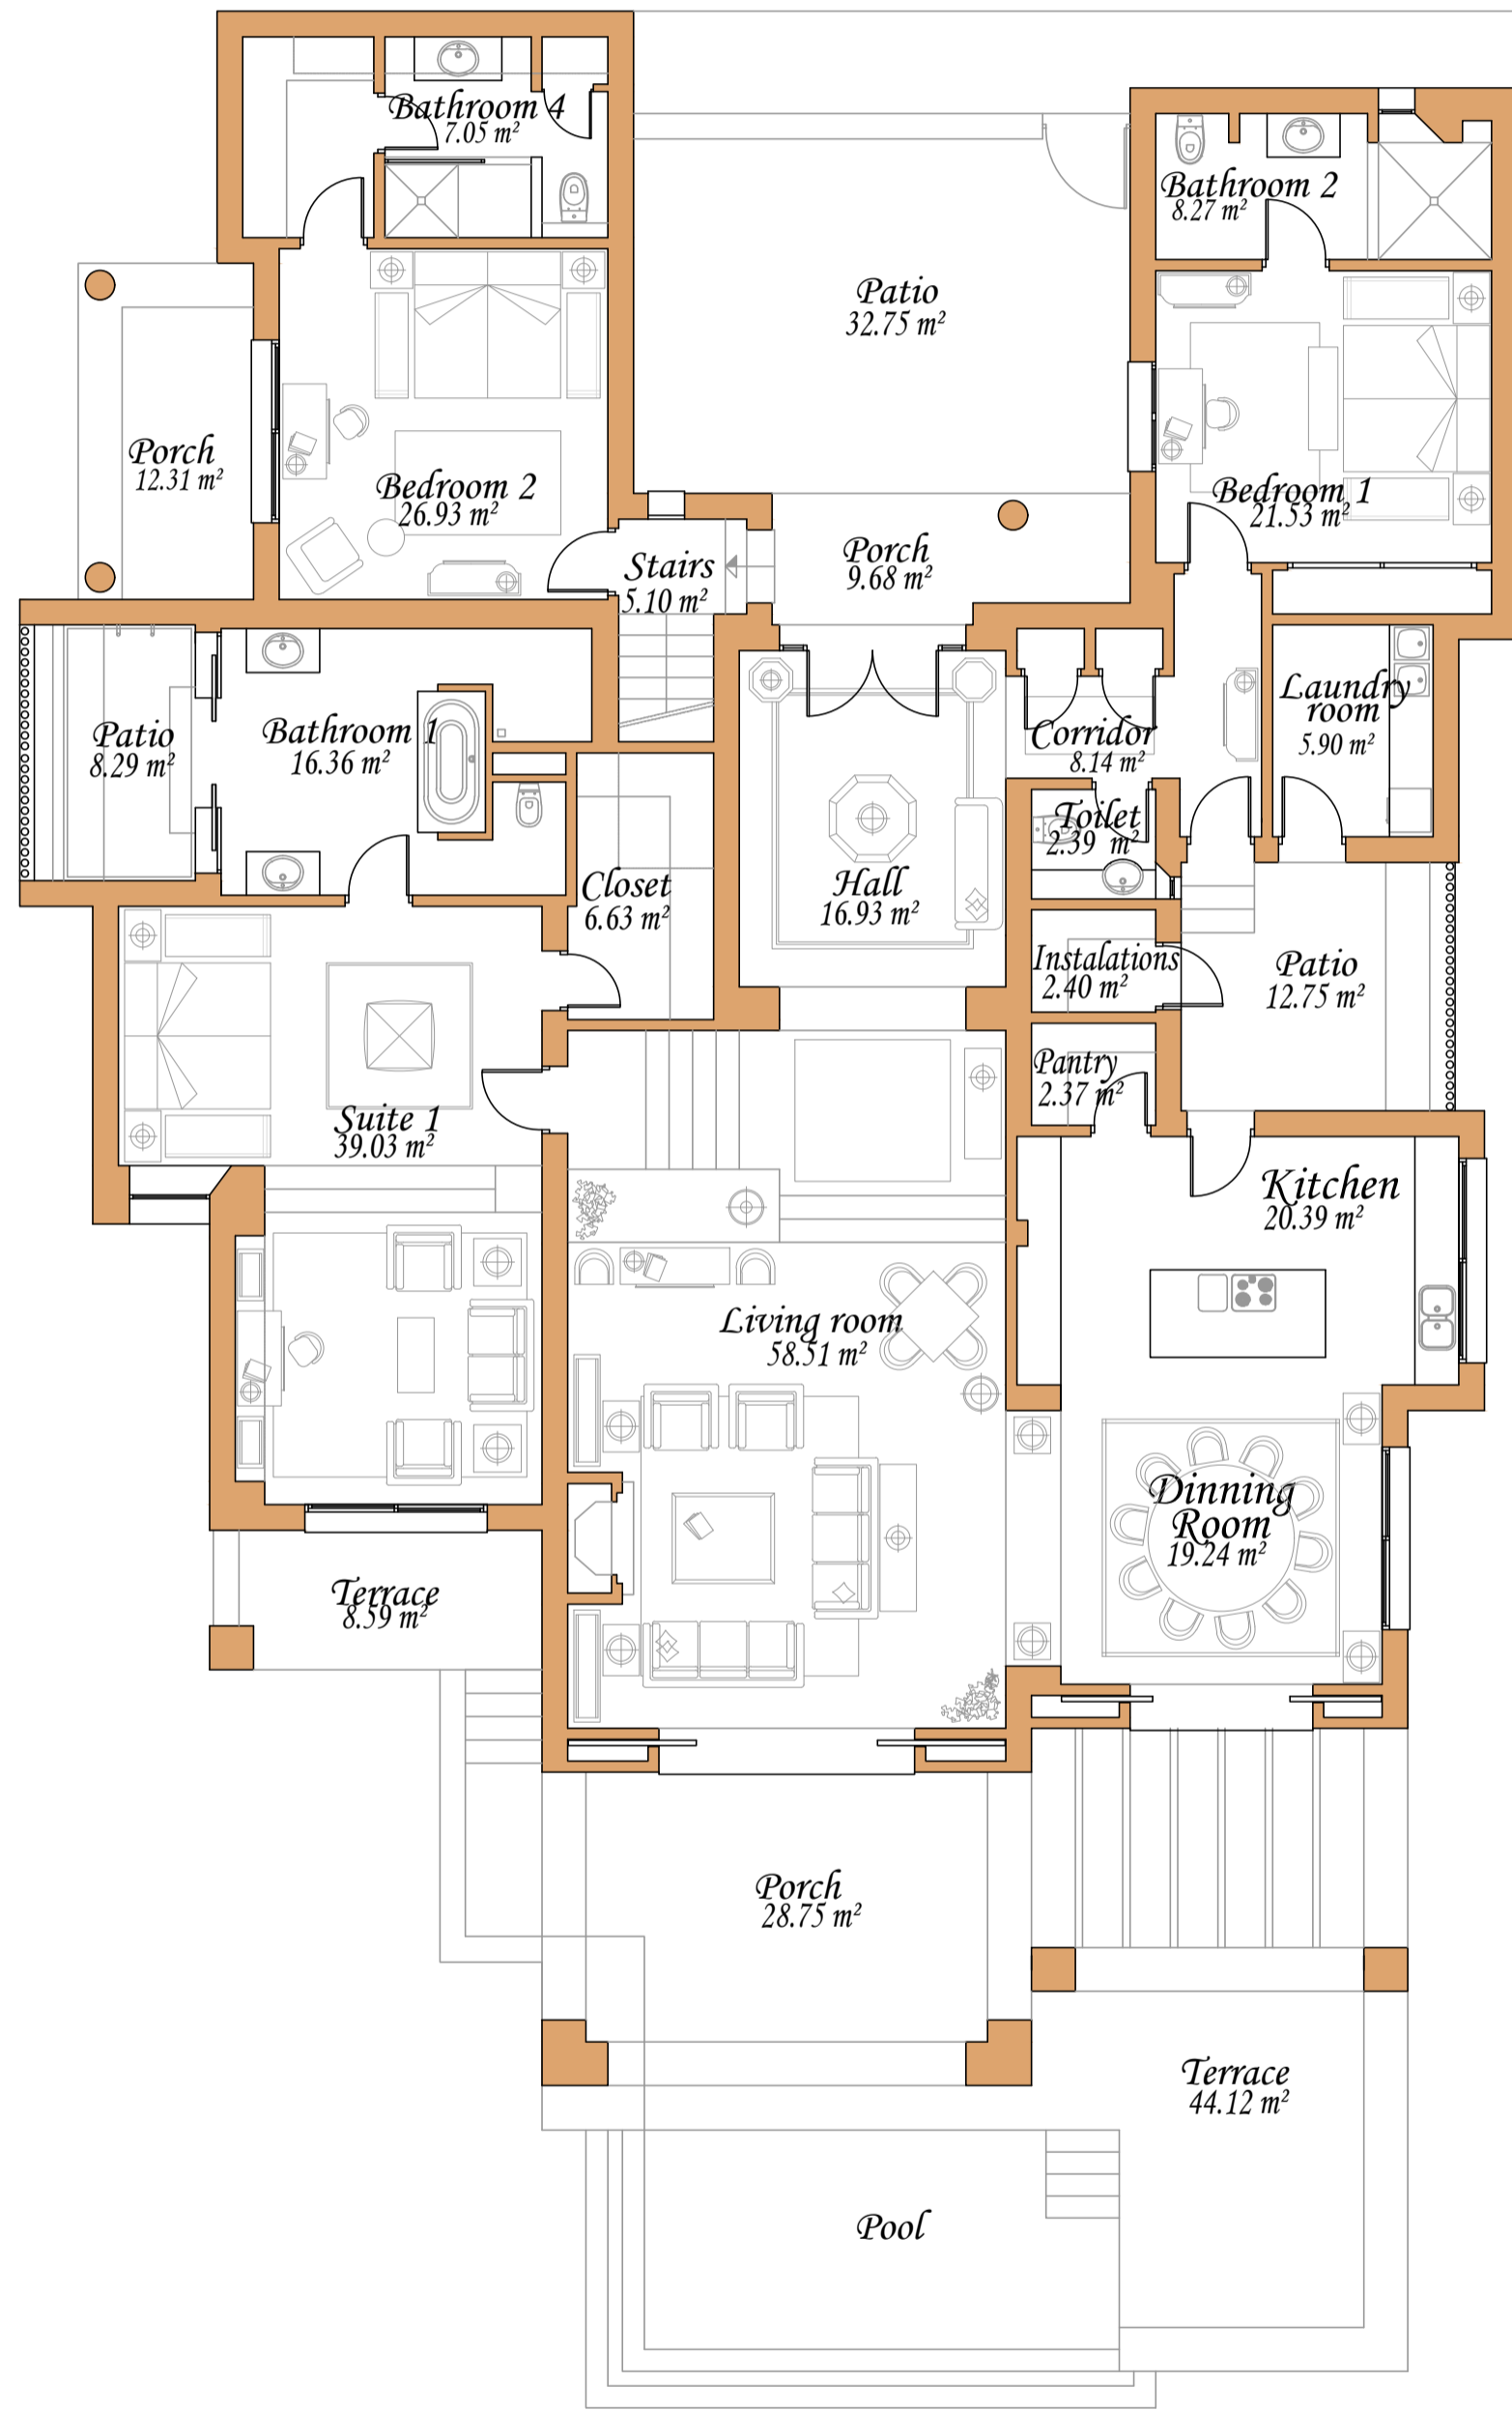 Bathroom 4
7.05 m²
Bathroom 2
8.27 m²
Patio
32.75 m²
Porch
12.31 m²
Bedroom 2
26.93 m²
Bedroom 1
21.53 m²
Stairs
5.10 m²
Porch
9.68 m²
Patio
8.29 m²
Bathroom 1
16.36 m²
Corridor
8.14 m²
Laundry
room
5.90 m²
Toilet
2.39 m²
Closet
6.63 m²
Hall
16.93 m²
Instalations
2.40 m²
Patio
12.75 m²
Pantry
2.37 m²
Suite 1
39.03 m²
Kitchen
20.39 m²
Living room
58.51 m²
Dinning
Room
19.24 m²
Terrace
8.59 m²
Porch
28.75 m²
Terrace
44.12 m²
Pool